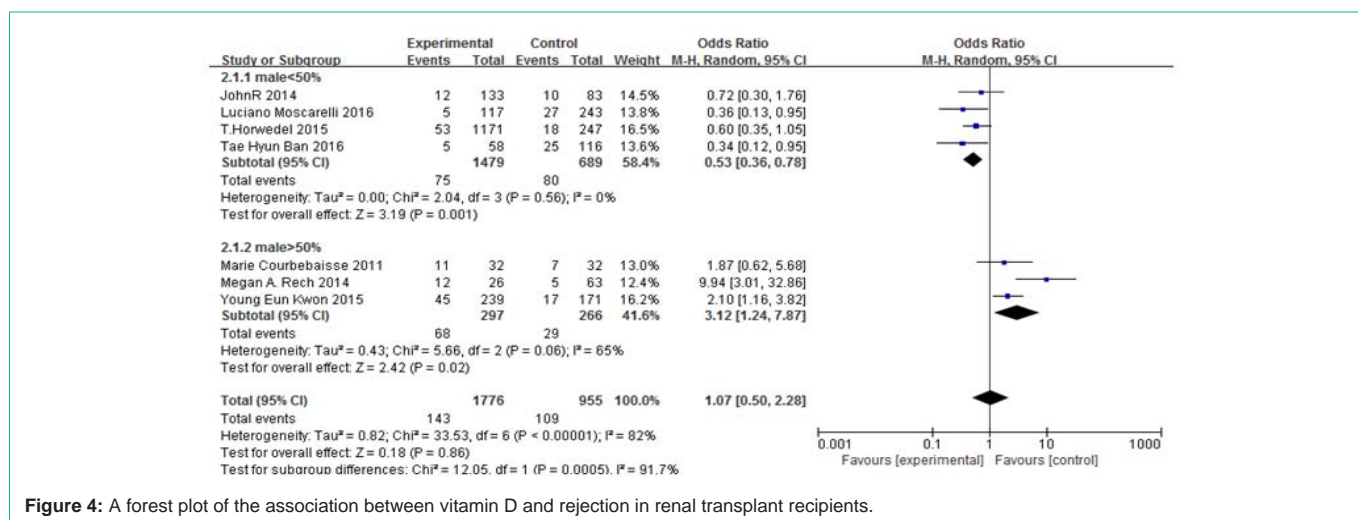 Experimental Control Odds Ratio Odds Ratio
Study or Subgroup Events Total Events Total Weight M-H, Random, 95% CI M-H, Random, 95% CI
2.1.1 male<50%
JohnR 2014 12 133 10 83 14.5% 0.72 [0.30, 1.76]
Luciano Moscarelli 2016 5 117 27 243 13.8% 0.36 [0.13, 0.95]
T.Horwedel 2015 53 1171 18 247 16.5% 0.60 [0.35, 1.05]
Tae Hyun Ban 2016 5 58 25 116 13.8% 0.34 [0.12, 0.95]
Subtotal (95% CI) 1479 689 58.4% 0.53 [0.36, 0.78]
Total events 75 80
Heterogeneity: Tau² = 0.00; Chi² = 2.04, df = 3 (P = 0.56); I² = 0%
Test for overall effect: Z = 3.19 (P = 0.001)
2.1.2 male>50%
Marie Courbebaisse 2011 11 32 7 32 13.0% 1.87 [0.62, 5.68]
Megan A. Rech 2014 12 26 5 63 12.4% 9.94 [3.01, 32.86]
Young Eun Kwon 2015 45 239 17 171 16.2% 2.10 [1.16, 3.82]
Subtotal (95% CI) 297 266 41.6% 3.12 [1.24, 7.87]
Total events 68 29
Heterogeneity: Tau² = 0.43; Chi² = 5.66, df = 2 (P = 0.06); I² = 65%
Test for overall effect: Z = 2.42 (P = 0.02)
Total (95% CI) 1776 955 100.0% 1.07 [0.50, 2.28]
Total events 143 109
Heterogeneity: Tau² = 0.82; Chi² = 33.53, df = 6 (P < 0.00001); I² = 82%
Test for overall effect: Z = 0.18 (P = 0.86)
Test for subgroup differences: Chi² = 12.05, df = 1 (P = 0.0005), I² = 91.7%
0.001 0.1 1 10 1000
Favours [experimental] Favours [control]
Figure 4: A forest plot of the association between vitamin D and rejection in renal transplant recipients.